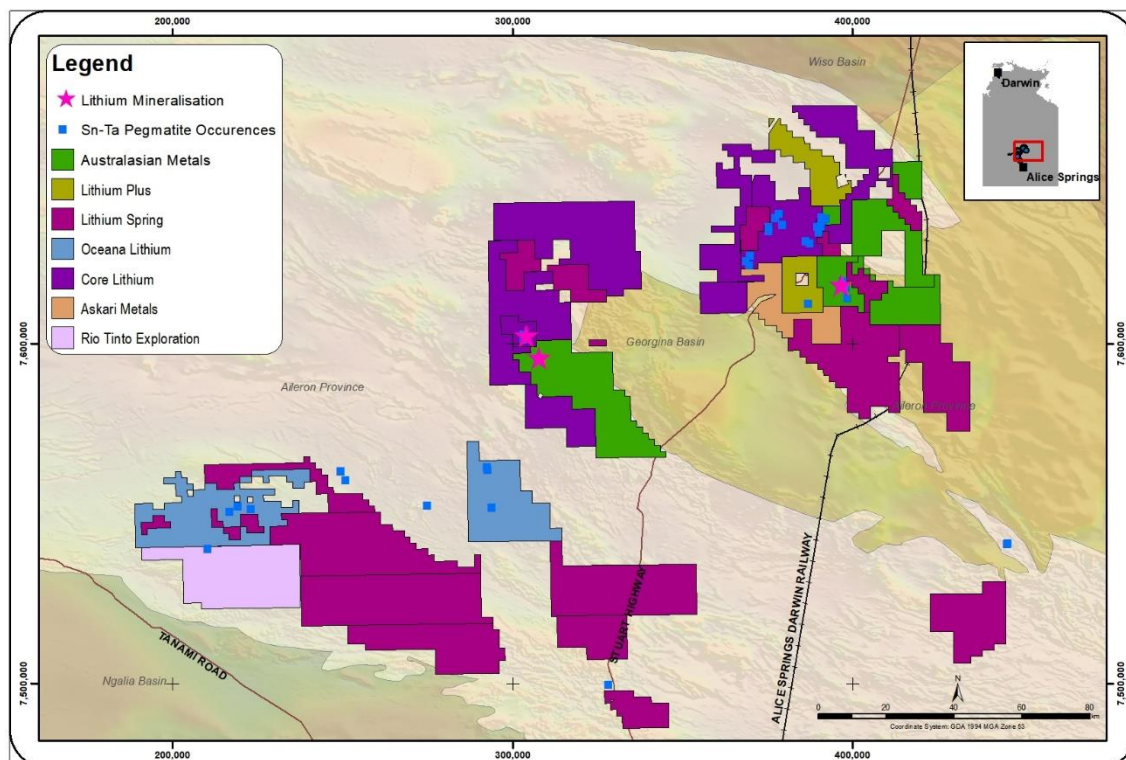 200,000
300,000
400,000
Legend
Lithium Mineralisation
Sn-Ta Pegmatite Occurences
Australasian Metals
Lithium Plus
Lithium Spring
Oceana Lithium
Core Lithium
Askari Metals
Rio Tinto Exploration
Wiso Basin
Darwin
Alice Springs
7,600,000
7,600,000
Georgina Basin
Aileron Province
Aileron Province
STUART HIGHWAY
ALICE SPRINGS DARWIN RAILWAY
TANAMI ROAD
Ngalia Basin
7,500,000
7,500,000
N
0 20 40 60 80
km
Coordinate System: GDA 1994 MGA Zone 53
200,000
300,000
400,000